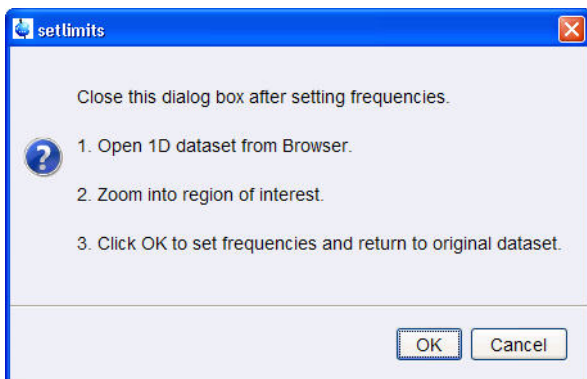 setlimits
Close this dialog box after setting frequencies.
1. Open 1D dataset from Browser.
2. Zoom into region of interest.
3. Click OK to set frequencies and return to original dataset.
OK Cancel